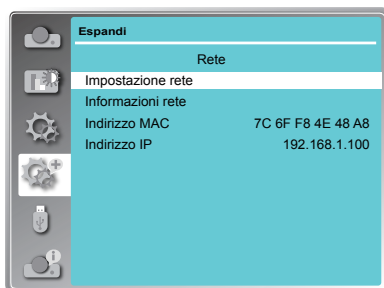 Espandi
Rete
Impostazione rete
Informazioni rete
Indirizzo MAC 7C 6F F8 4E 48 A8
Indirizzo IP 192.168.1.100